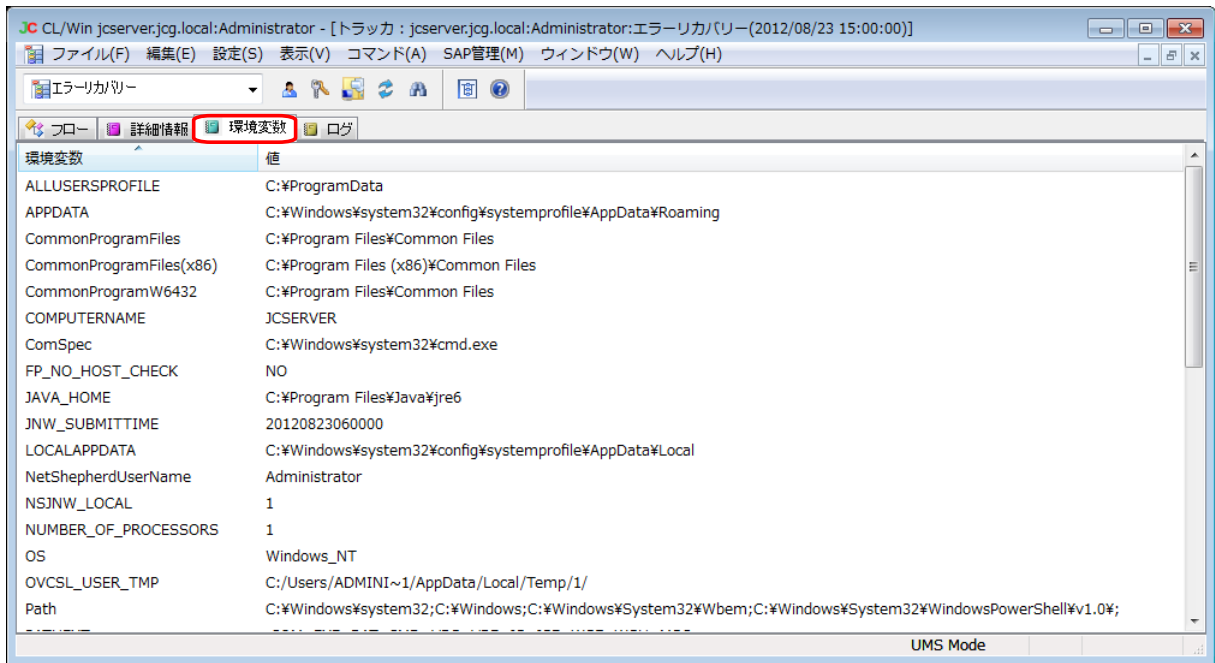 JC CL/Win jcserver.jcg.local:Administrator - [トラッカ : jcserver.jcg.local:Administrator:エラーリカバリー(2012/08/23 15:00:00)]
ファイル(F) 編集(E) 設定(S) 表示(V) コマンド(A) SAP管理(M) ウィンドウ(W) ヘルプ(H)
エラーリカバリー
フロー 詳細情報 環境変数 ログ
環境変数 値
ALLUSERSPROFILE C:¥ProgramData
APPDATA C:¥Windows¥system32¥config¥systemprofile¥AppData¥Roaming
CommonProgramFiles C:¥Program Files¥Common Files
CommonProgramFiles(x86) C:¥Program Files (x86)¥Common Files
CommonProgramW6432 C:¥Program Files¥Common Files
COMPUTERNAME JCSERVER
ComSpec C:¥Windows¥system32¥cmd.exe
FP_NO_HOST_CHECK NO
JAVA_HOME C:¥Program Files¥Java¥jre6
JNW_SUBMITTIME 20120823060000
LOCALAPPDATA C:¥Windows¥system32¥config¥systemprofile¥AppData¥Local
NetShepherdUserName Administrator
NSJNW_LOCAL 1
NUMBER_OF_PROCESSORS 1
OS Windows_NT
OVCSL_USER_TMP C:/Users/ADMINI~1/AppData/Local/Temp/1/
Path C:¥Windows¥system32;C:¥Windows;C:¥Windows¥System32¥Wbem;C:¥Windows¥System32¥WindowsPowerShell¥v1.0¥;
UMS Mode